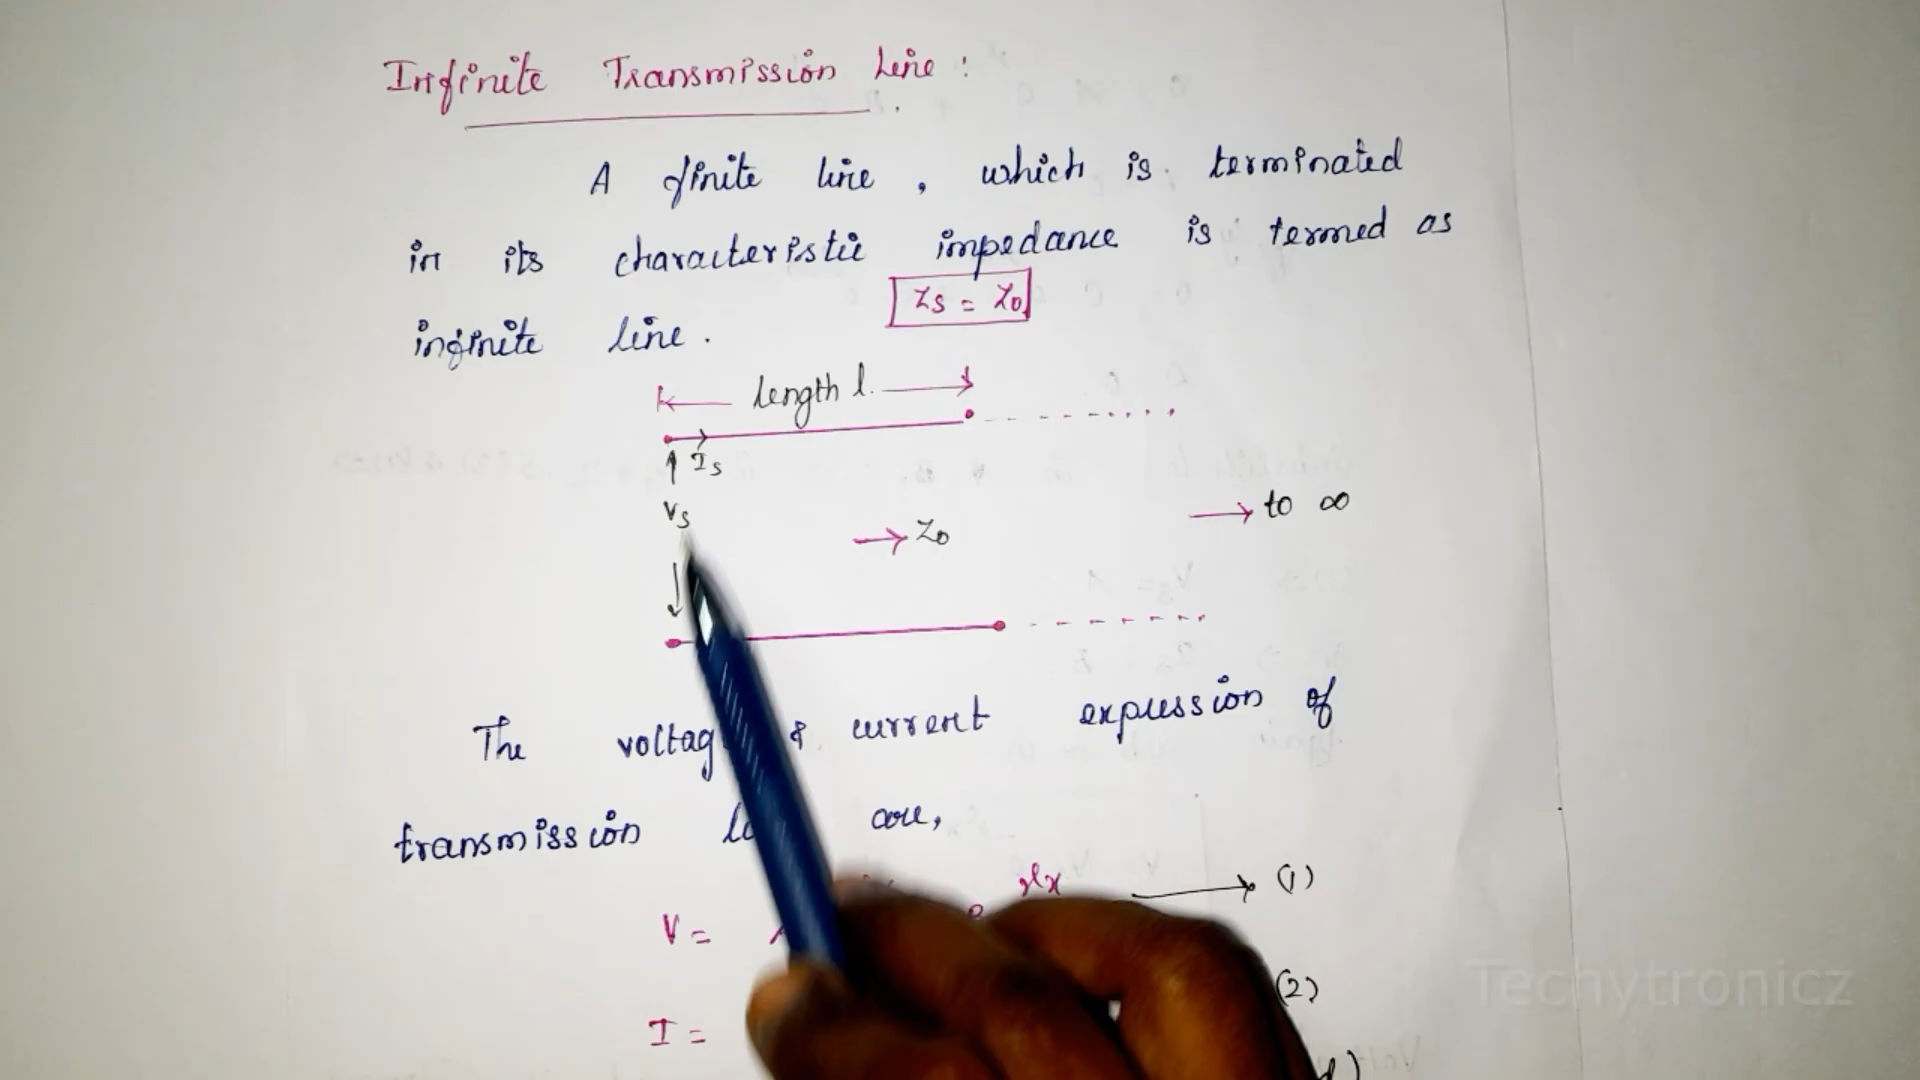 Infinite Transmission Line :
A finite line , which is terminated
in its characteristic impedance is termed as
infinite line .
Zs = Z0
length l.
Is
Vs
Z0
to ∞
The & current expression of
transmission are,
V = (1)
I = (2)
Techytronicz